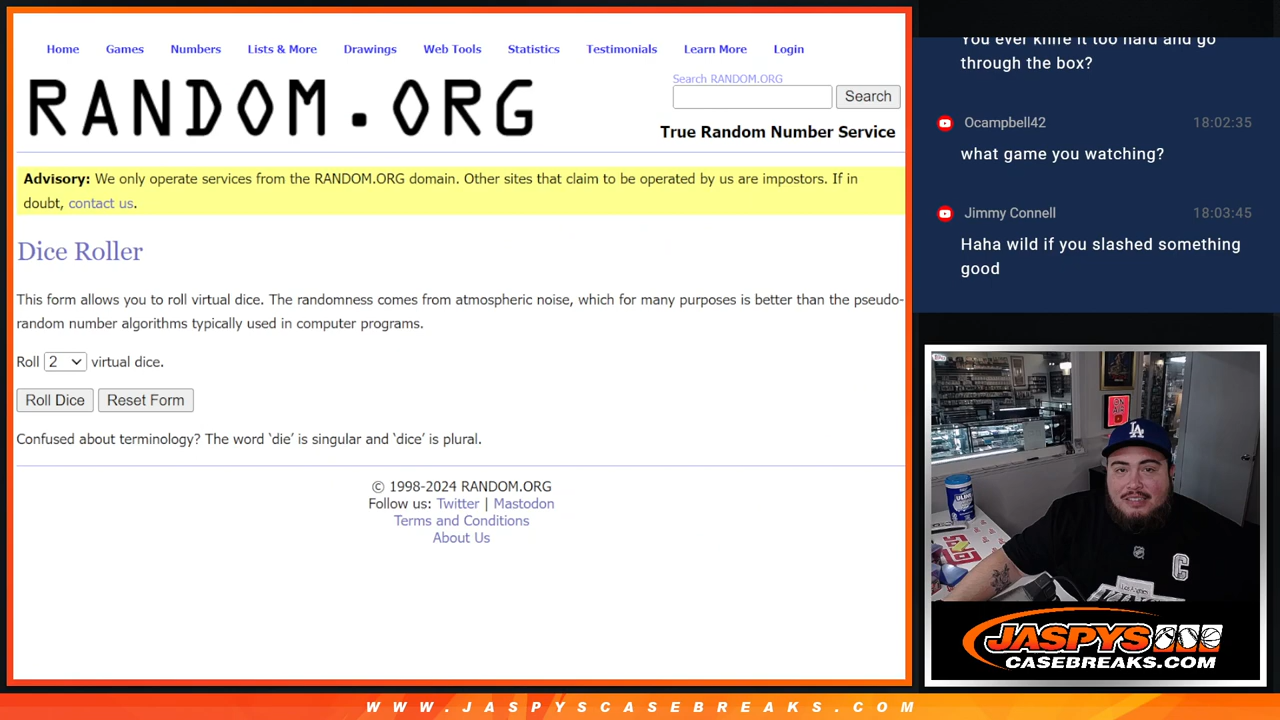 Home Games Numbers Lists & More Drawings Web Tools Statistics Testimonials Learn More Login
RANDOM.ORG
Search RANDOM.ORG
Search
True Random Number Service
Advisory: We only operate services from the RANDOM.ORG domain. Other sites that claim to be operated by us are impostors. If in
doubt, contact us.
Dice Roller
This form allows you to roll virtual dice. The randomness comes from atmospheric noise, which for many purposes is better than the pseudo-
random number algorithms typically used in computer programs.
Roll 2 virtual dice.
Roll Dice Reset Form
Confused about terminology? The word ‘die’ is singular and ‘dice’ is plural.
© 1998-2024 RANDOM.ORG
Follow us: Twitter | Mastodon
Terms and Conditions
About Us
You ever knife it too hard and go
through the box?
Ocampbell42 18:02:35
what game you watching?
Jimmy Connell 18:03:45
Haha wild if you slashed something
good
LA
C
JASPYS
CASEBREAKS.COM
WWW.JASPYSCASEBREAKS.COM